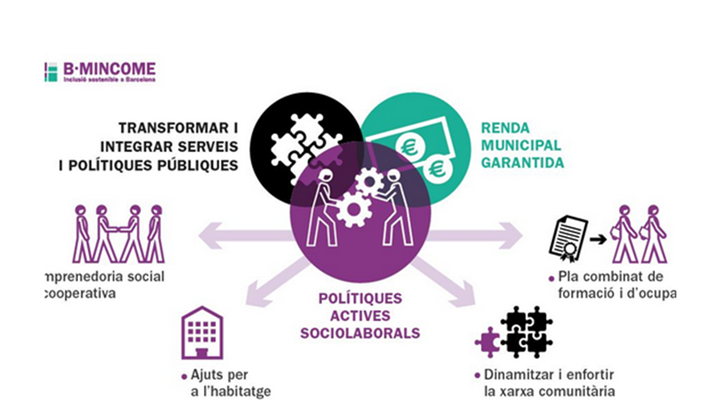 B·MINCOME
Inclusió sostenible a Barcelona
TRANSFORMAR I
INTEGRAR SERVEIS
I POLÍTIQUES PÚBLIQUES
RENDA
MUNICIPAL
GARANTIDA
€
€
mprenedoria social
cooperativa
POLÍTIQUES
ACTIVES
SOCIOLABORALS
• Pla combinat de
formació i d'ocupa
• Ajuts per
a l'habitatge
• Dinamitzar i enfortir
la xarxa comunitària